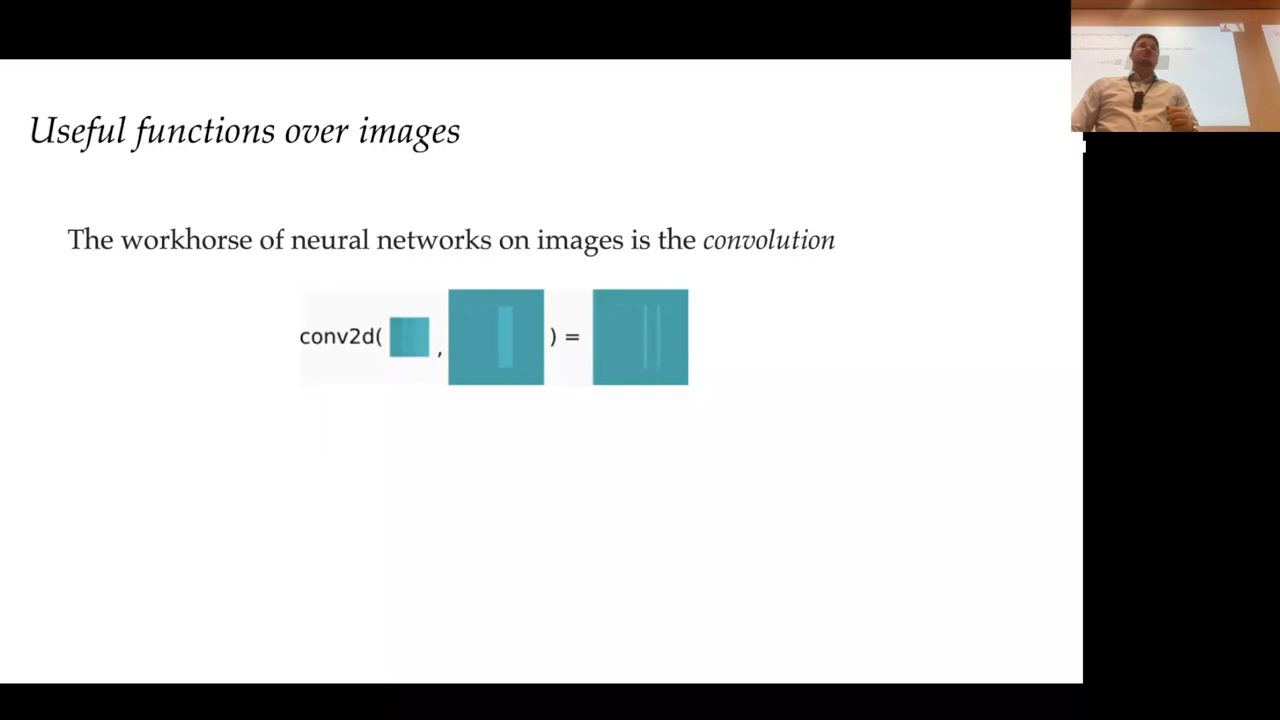 Useful functions over images
The workhorse of neural networks on images is the convolution
conv2d( , ) =